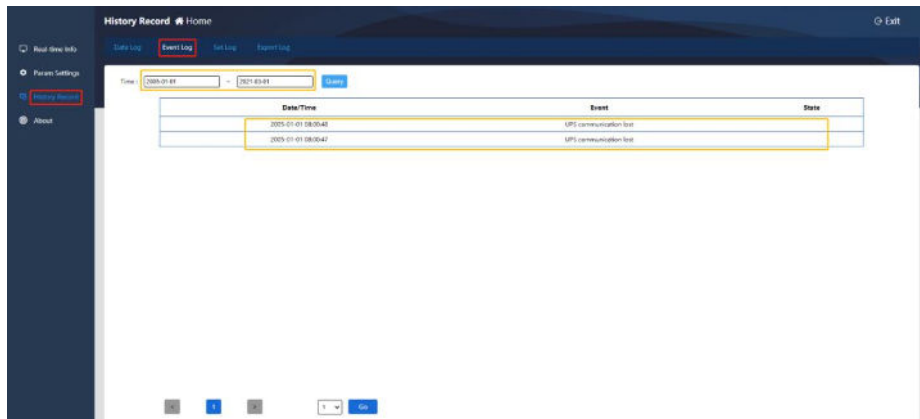 History Record Home
Exit
Real-time Info
Data Log Event Log Set Log Export Log
Param Settings
Time : 2005-01-01 ~ 2021-03-01 Query
History Record
Date/Time Event State
About
2005-01-01 08:00:48 UPS communication lost
2005-01-01 08:00:47 UPS communication lost
< 1 > 1 Go